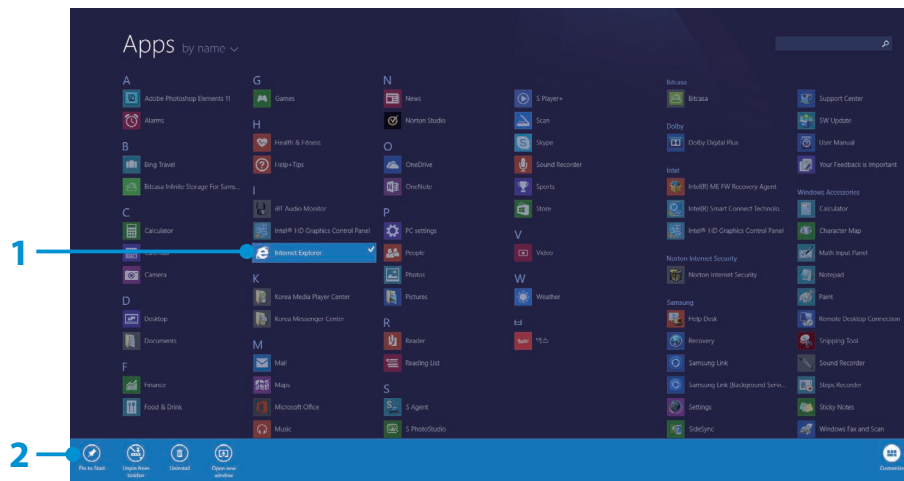 Apps by name
A
Adobe Photoshop Elements 11
Alarms
B
Bing Travel
Bitcasa Infinite Storage For Sams...
C
Calculator
Calendar
Camera
D
Desktop
Documents
F
Finance
Food & Drink
G
Games
H
Health & Fitness
Help+Tips
I
iBT Audio Monitor
Intel® HD Graphics Control Panel
Internet Explorer
K
Korea Media Player Center
Korea Messenger Center
M
Mail
Maps
Microsoft Office
Music
N
News
Norton Studio
O
OneDrive
OneNote
P
PC settings
People
Photos
Pictures
R
Reader
Reading List
S
S Agent
S PhotoStudio
S Player+
Scan
Skype
Sound Recorder
Sports
Store
V
Video
W
Weather
ㅂ
벅스
Bitcasa
Bitcasa
Dolby
Dolby Digital Plus
Intel
Intel(R) ME FW Recovery Agent
Intel(R) Smart Connect Technolo...
Intel® HD Graphics Control Panel
Norton Internet Security
Norton Internet Security
Samsung
Help Desk
Recovery
Samsung Link
Samsung Link (Background Servi...
Settings
SideSync
Support Center
SW Update
User Manual
Your Feedback is Important
Windows Accessories
Calculator
Character Map
Math Input Panel
Notepad
Paint
Remote Desktop Connection
Snipping Tool
Sound Recorder
Steps Recorder
Sticky Notes
Windows Fax and Scan
1
2
Pin to Start
Unpin from
taskbar
Uninstall
Open new
window
Customize